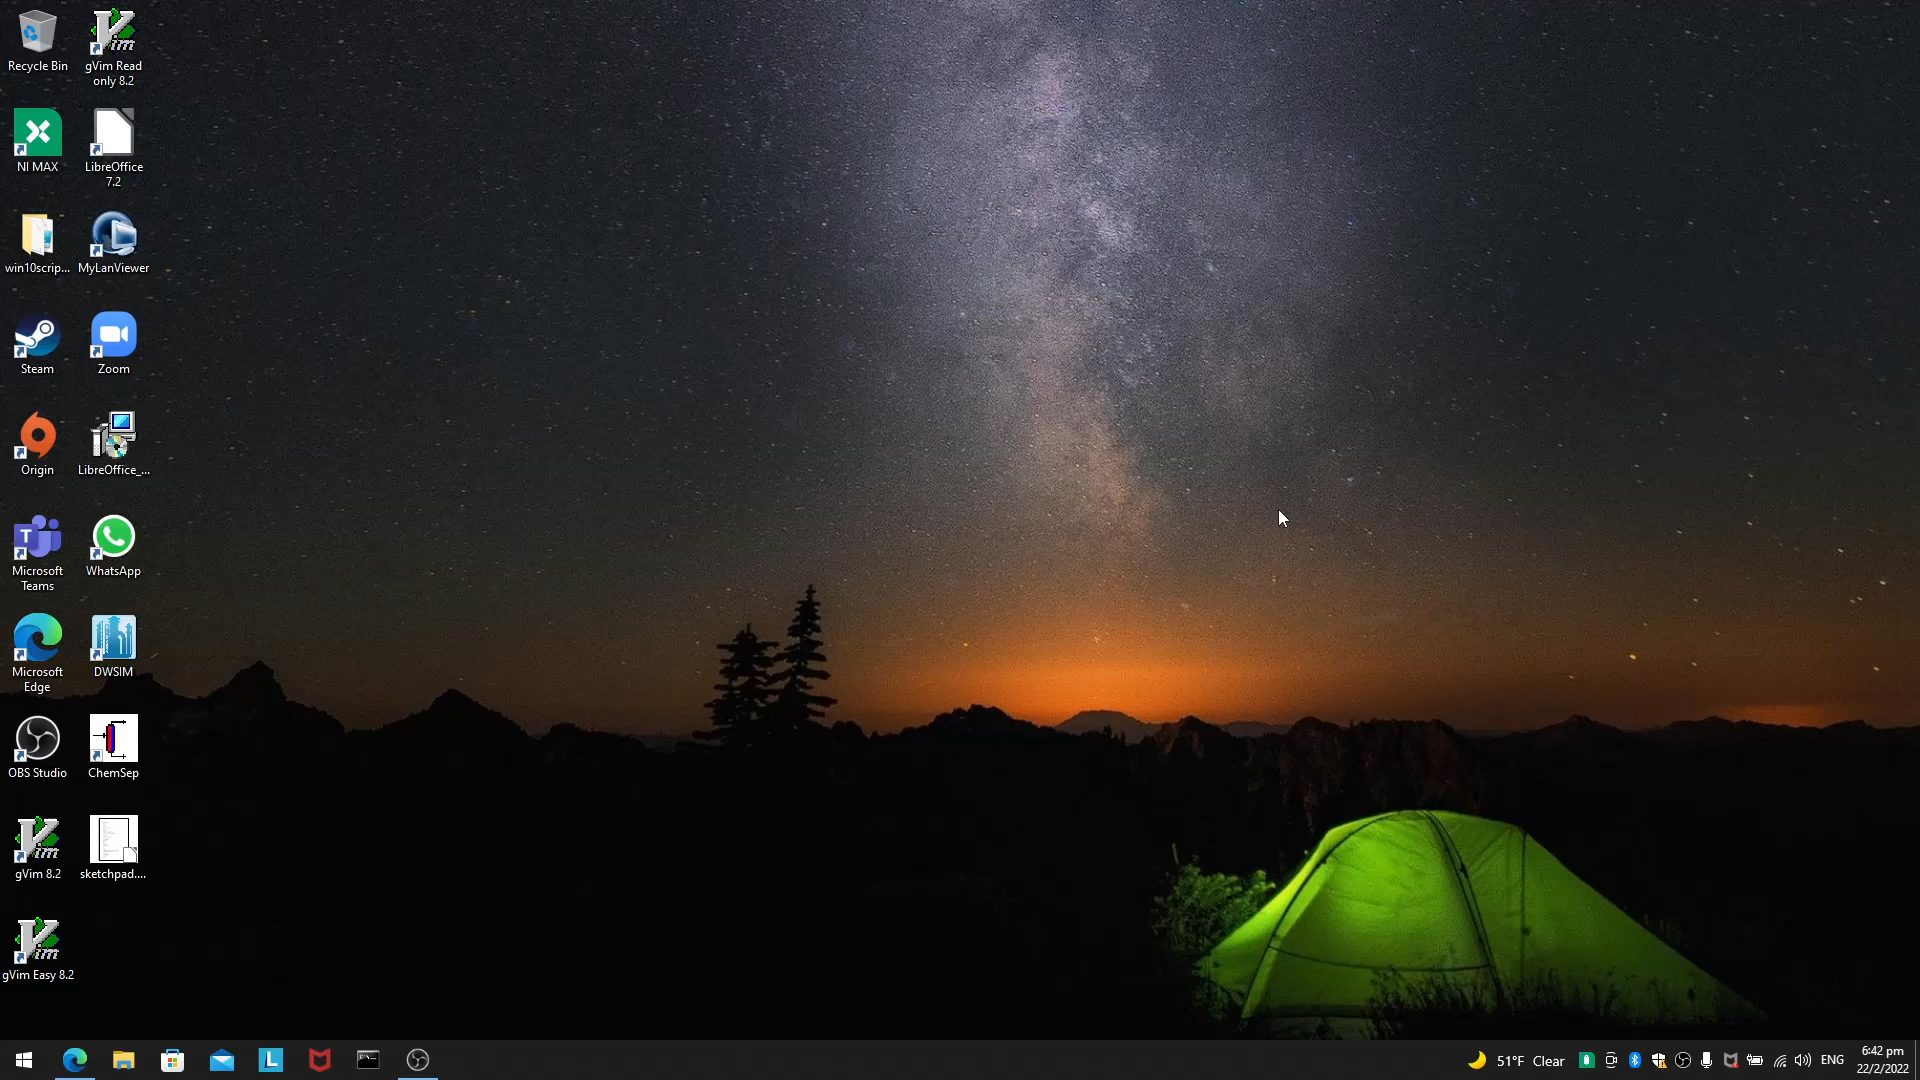 Recycle Bin
gVim Read
only 8.2
NI MAX
LibreOffice
7.2
win10scrip...
MyLanViewer
Steam
Zoom
Origin
LibreOffice_...
Microsoft
Teams
WhatsApp
Microsoft
Edge
DWSIM
OBS Studio
ChemSep
gVim 8.2
sketchpad....
gVim Easy 8.2
51°F Clear
ENG
6:42 pm
22/2/2022